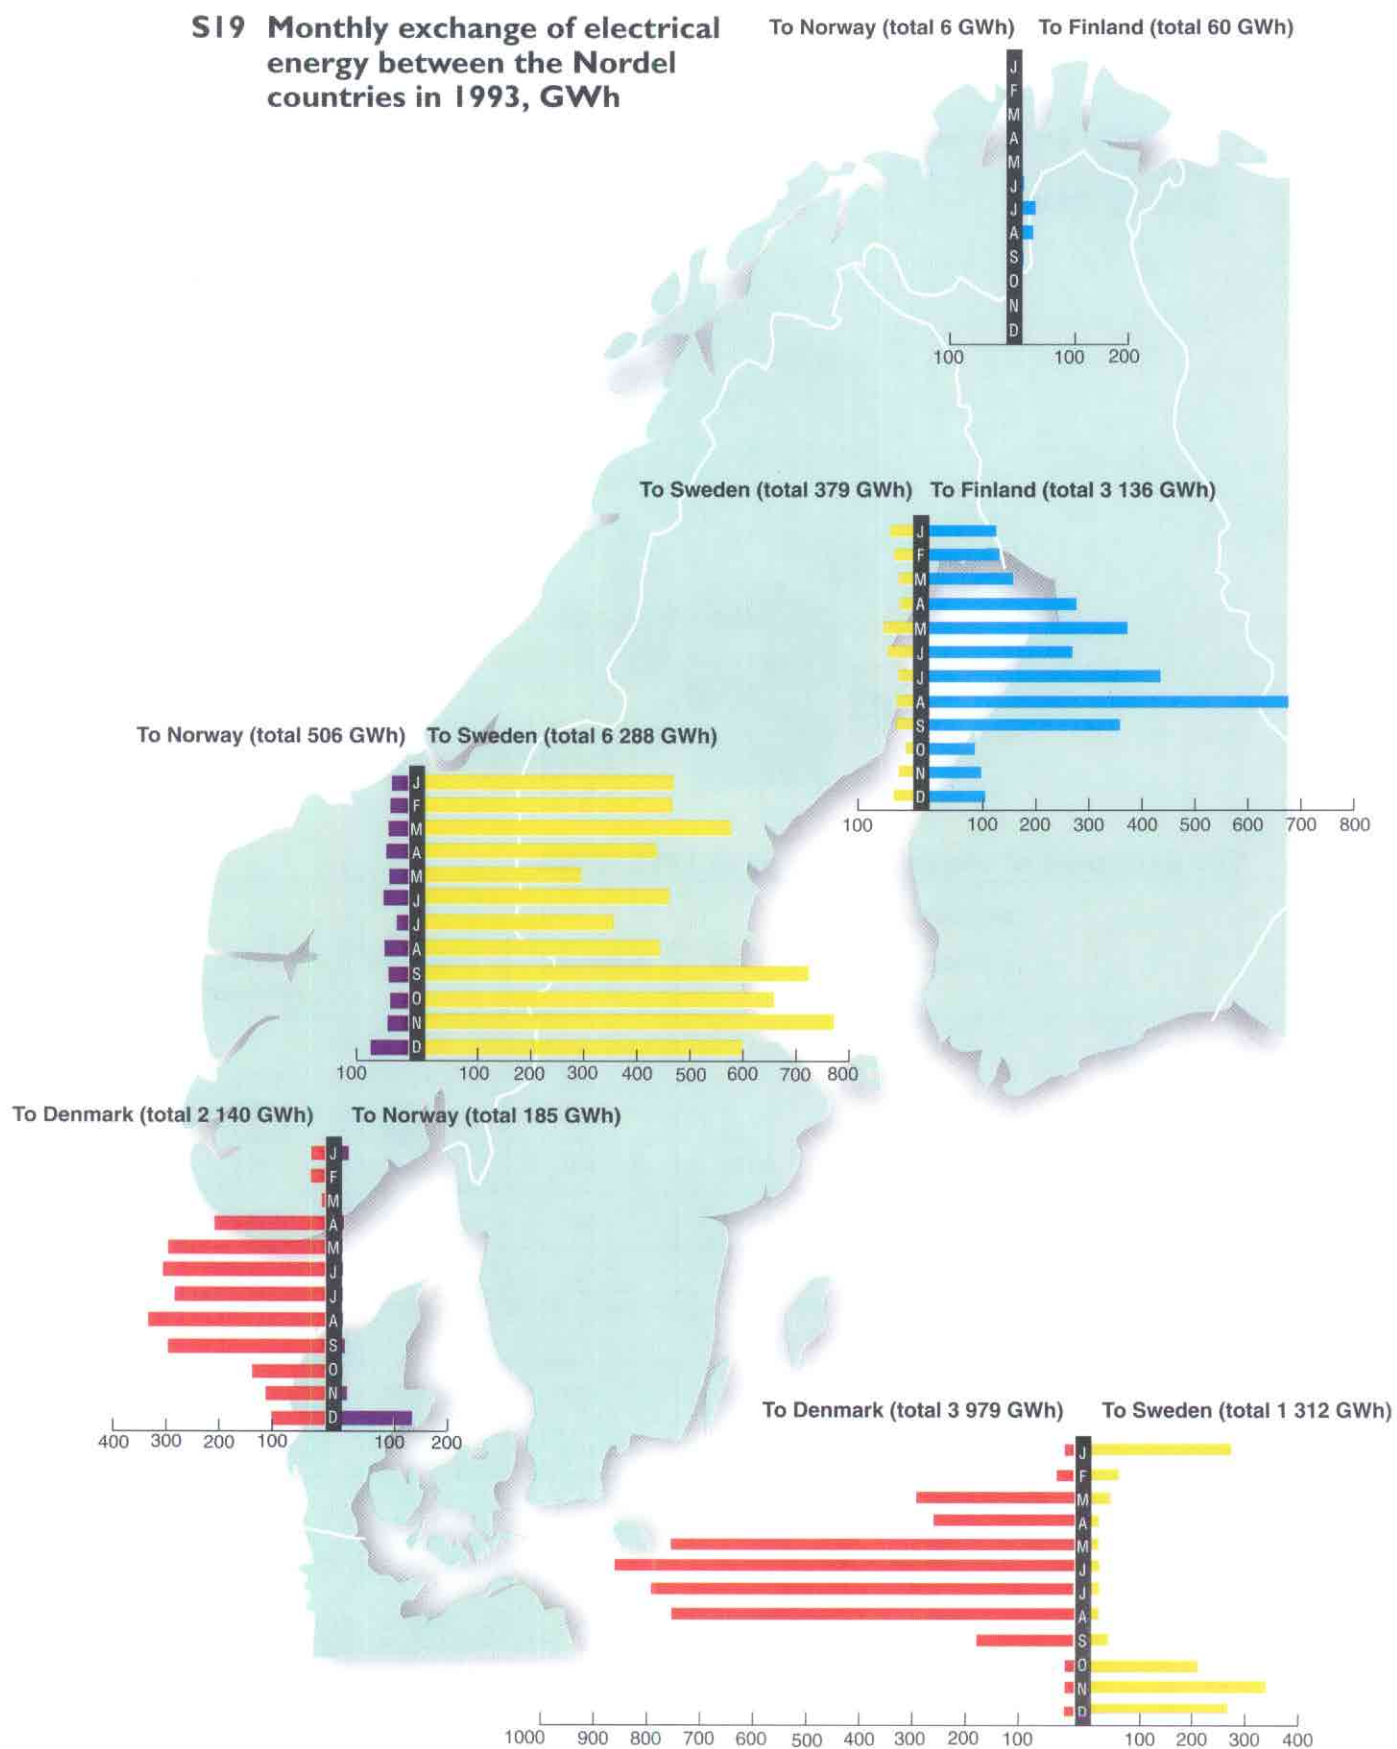 S19 Monthly exchange of electrical
energy between the Nordel
countries in 1993, GWh
To Norway (total 6 GWh) To Finland (total 60 GWh)
J
F
M
A
M
J
J
A
S
O
N
D
100 100 200
To Sweden (total 379 GWh) To Finland (total 3 136 GWh)
J
F
M
A
M
J
J
A
S
O
N
D
100 100 200 300 400 500 600 700 800
To Norway (total 506 GWh) To Sweden (total 6 288 GWh)
J
F
M
A
M
J
J
A
S
O
N
D
100 100 200 300 400 500 600 700 800
To Denmark (total 2 140 GWh) To Norway (total 185 GWh)
J
F
M
A
M
J
J
A
S
O
N
D
400 300 200 100 100 200
To Denmark (total 3 979 GWh) To Sweden (total 1 312 GWh)
J
F
M
A
M
J
J
A
S
O
N
D
1000 900 800 700 600 500 400 300 200 100 100 200 300 400